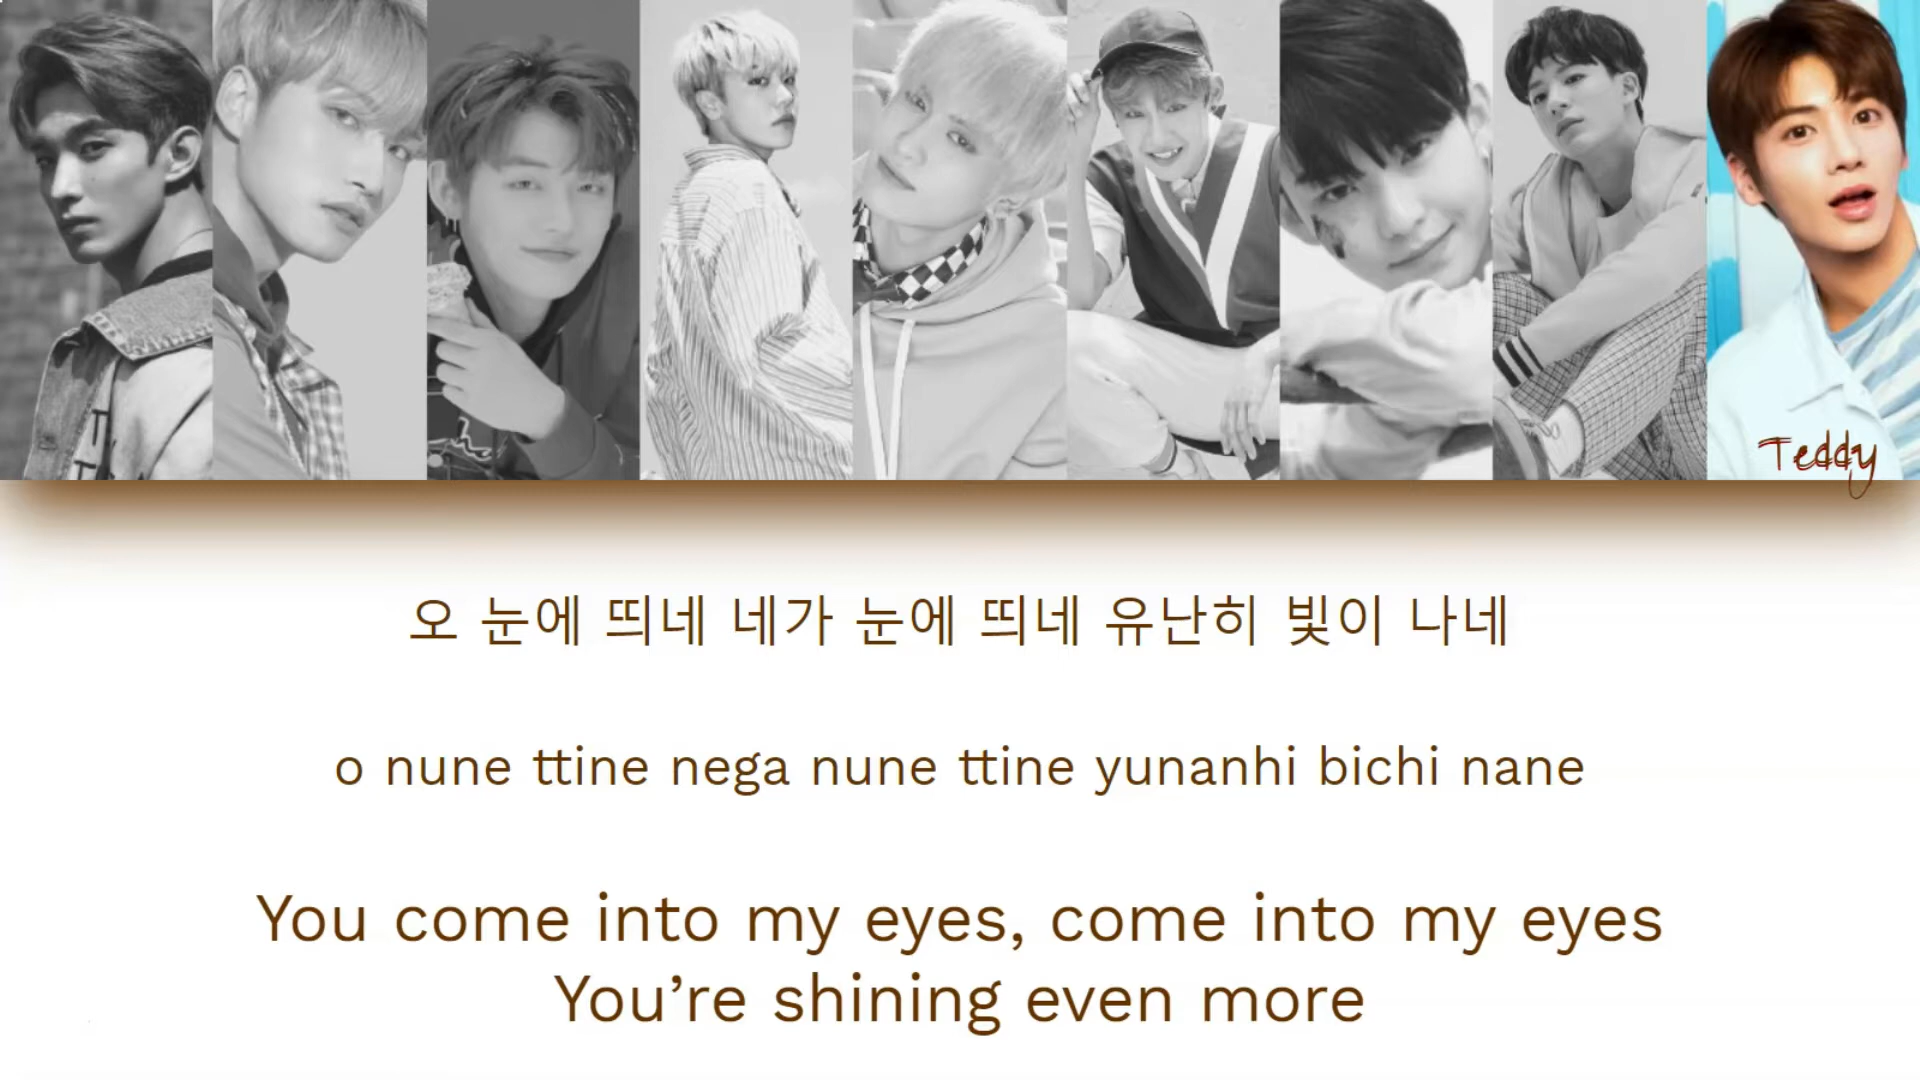 Teddy
오 눈에 띄네 네가 눈에 띄네 유난히 빛이 나네
o nune ttine nega nune ttine yunanhi bichi nane
You come into my eyes, come into my eyes
You’re shining even more